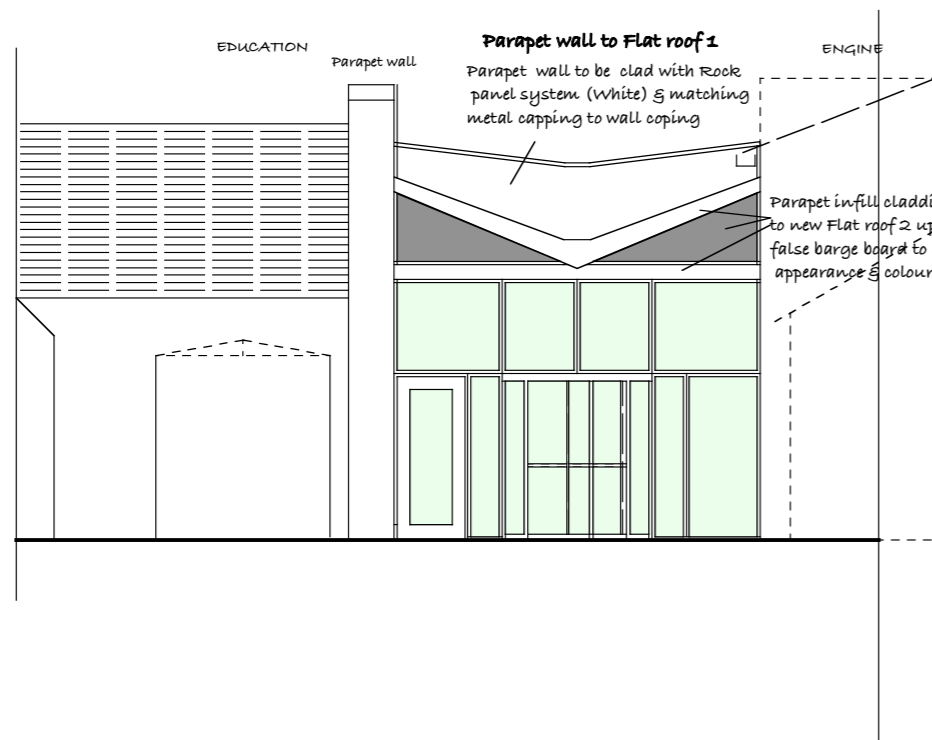 EDUCATION
Parapet wall
Parapet wall to Flat roof 1
Parapet wall to be clad with Rock
panel system (White) & matching
metal capping to wall coping
ENGINE
Parapet infill claddi
to new Flat roof 2 up
false barge board to
appearance & colour